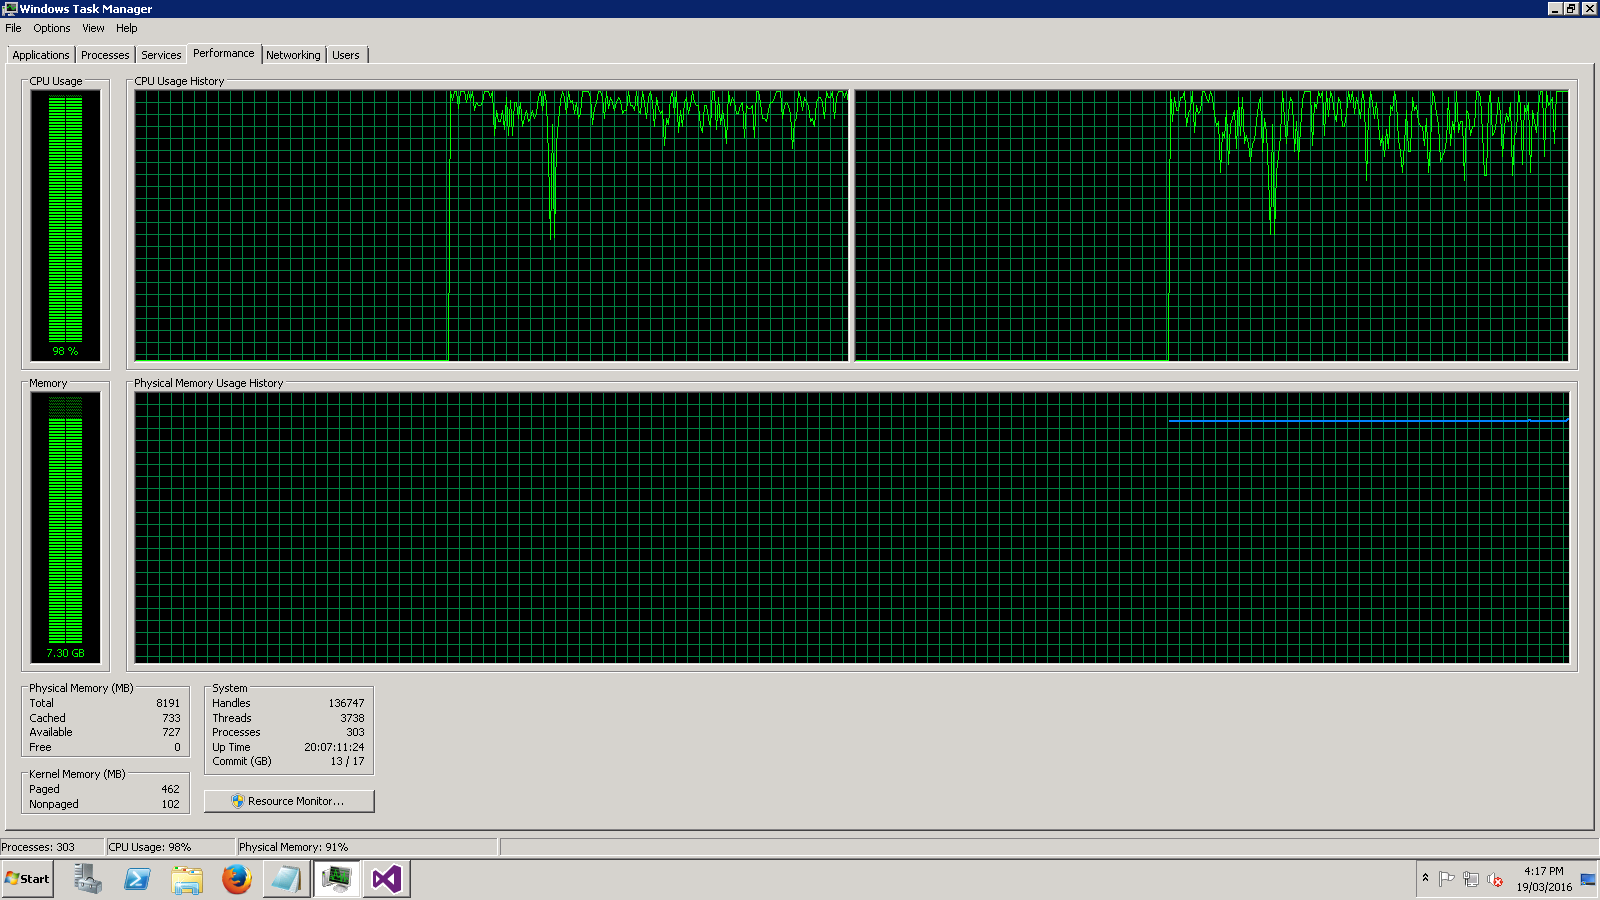 Windows Task Manager
File Options View Help
Applications Processes Services Performance Networking Users
CPU Usage
CPU Usage History
98 %
Memory
Physical Memory Usage History
7.30 GB
Physical Memory (MB)
Total 8191
Cached 733
Available 727
Free 0
Kernel Memory (MB)
Paged 462
Nonpaged 102
System
Handles 136747
Threads 3738
Processes 303
Up Time 20:07:11:24
Commit (GB) 13 / 17
Resource Monitor...
Processes: 303 CPU Usage: 98% Physical Memory: 91%
Start
4:17 PM
19/03/2016